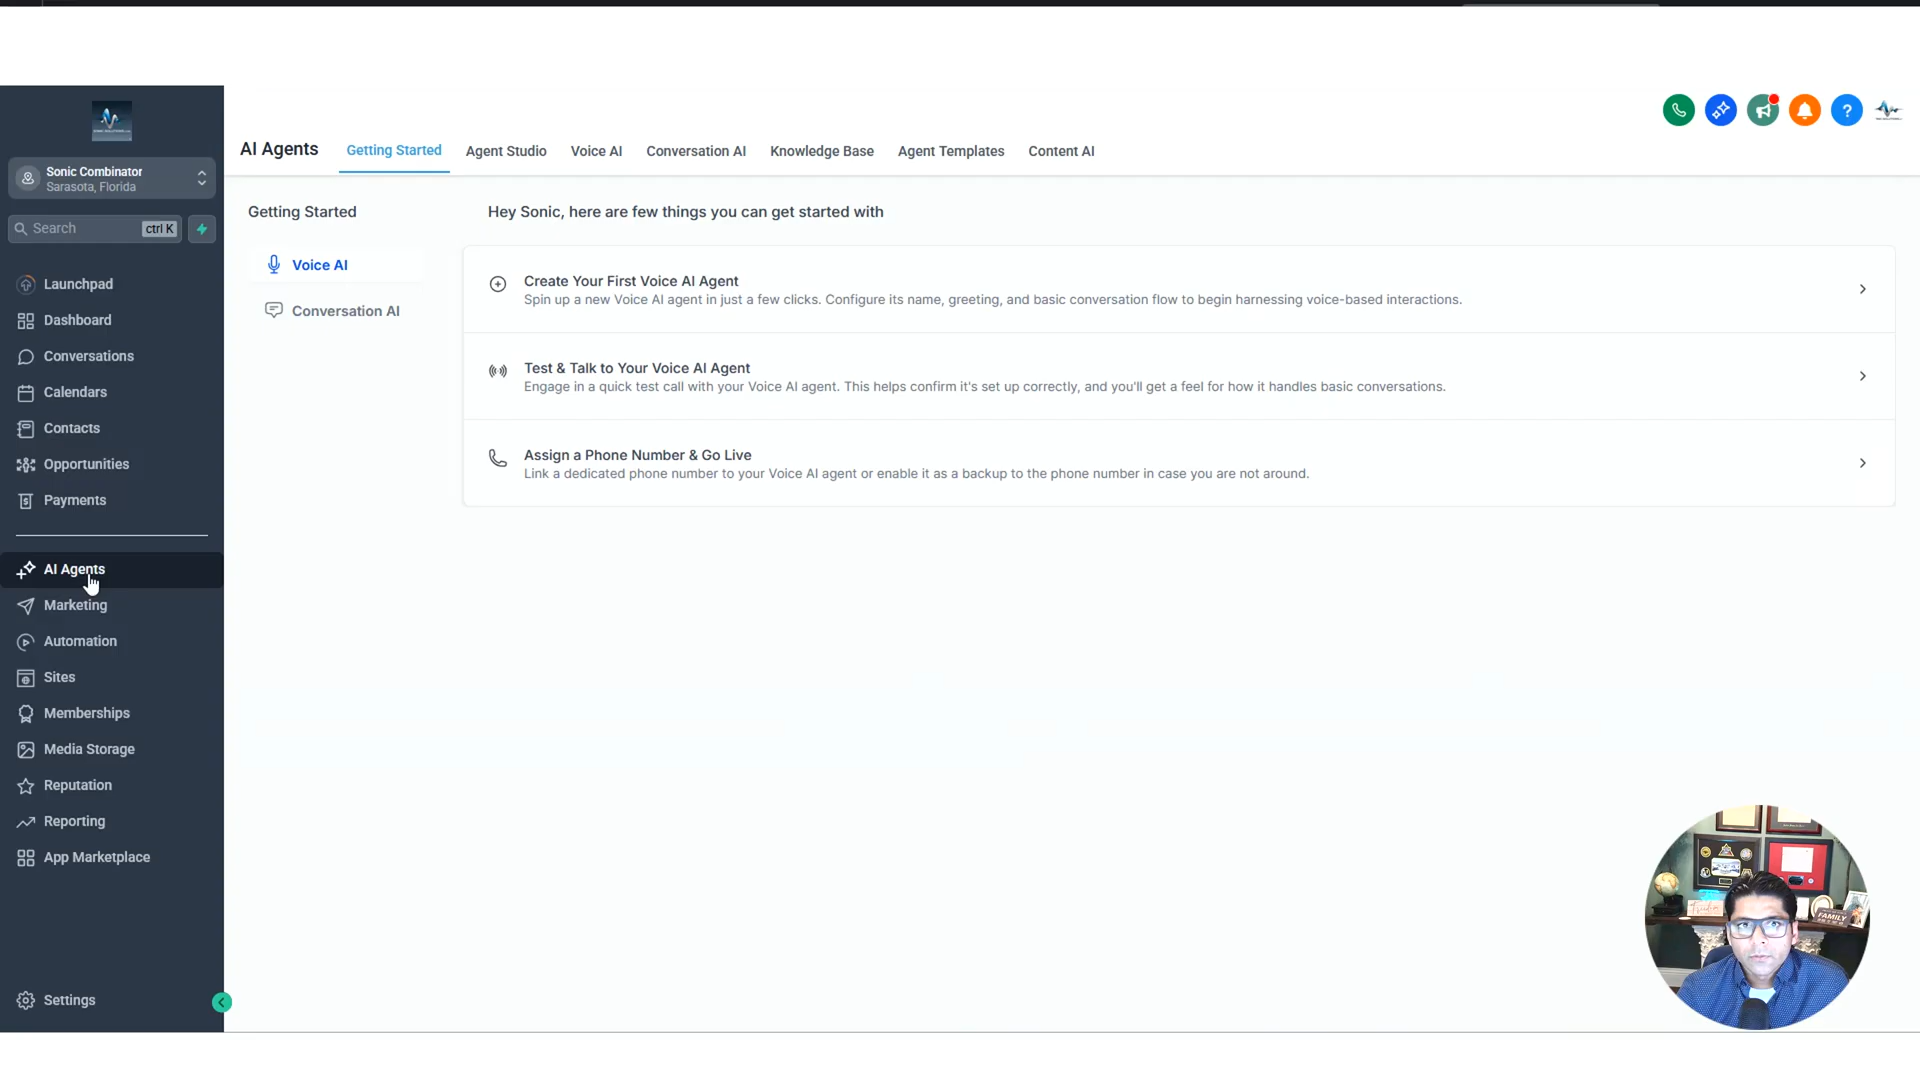 Sonic Combinator
Sarasota, Florida
Search
ctrl K
Launchpad
Dashboard
Conversations
Calendars
Contacts
Opportunities
Payments
AI Agents
Marketing
Automation
Sites
Memberships
Media Storage
Reputation
Reporting
App Marketplace
Settings
AI Agents
Getting Started
Agent Studio
Voice AI
Conversation AI
Knowledge Base
Agent Templates
Content AI
?
Getting Started
Voice AI
Conversation AI
Hey Sonic, here are few things you can get started with
Create Your First Voice AI Agent
Spin up a new Voice AI agent in just a few clicks. Configure its name, greeting, and basic conversation flow to begin harnessing voice-based interactions.
Test & Talk to Your Voice AI Agent
Engage in a quick test call with your Voice AI agent. This helps confirm it's set up correctly, and you'll get a feel for how it handles basic conversations.
Assign a Phone Number & Go Live
Link a dedicated phone number to your Voice AI agent or enable it as a backup to the phone number in case you are not around.
FAMILY